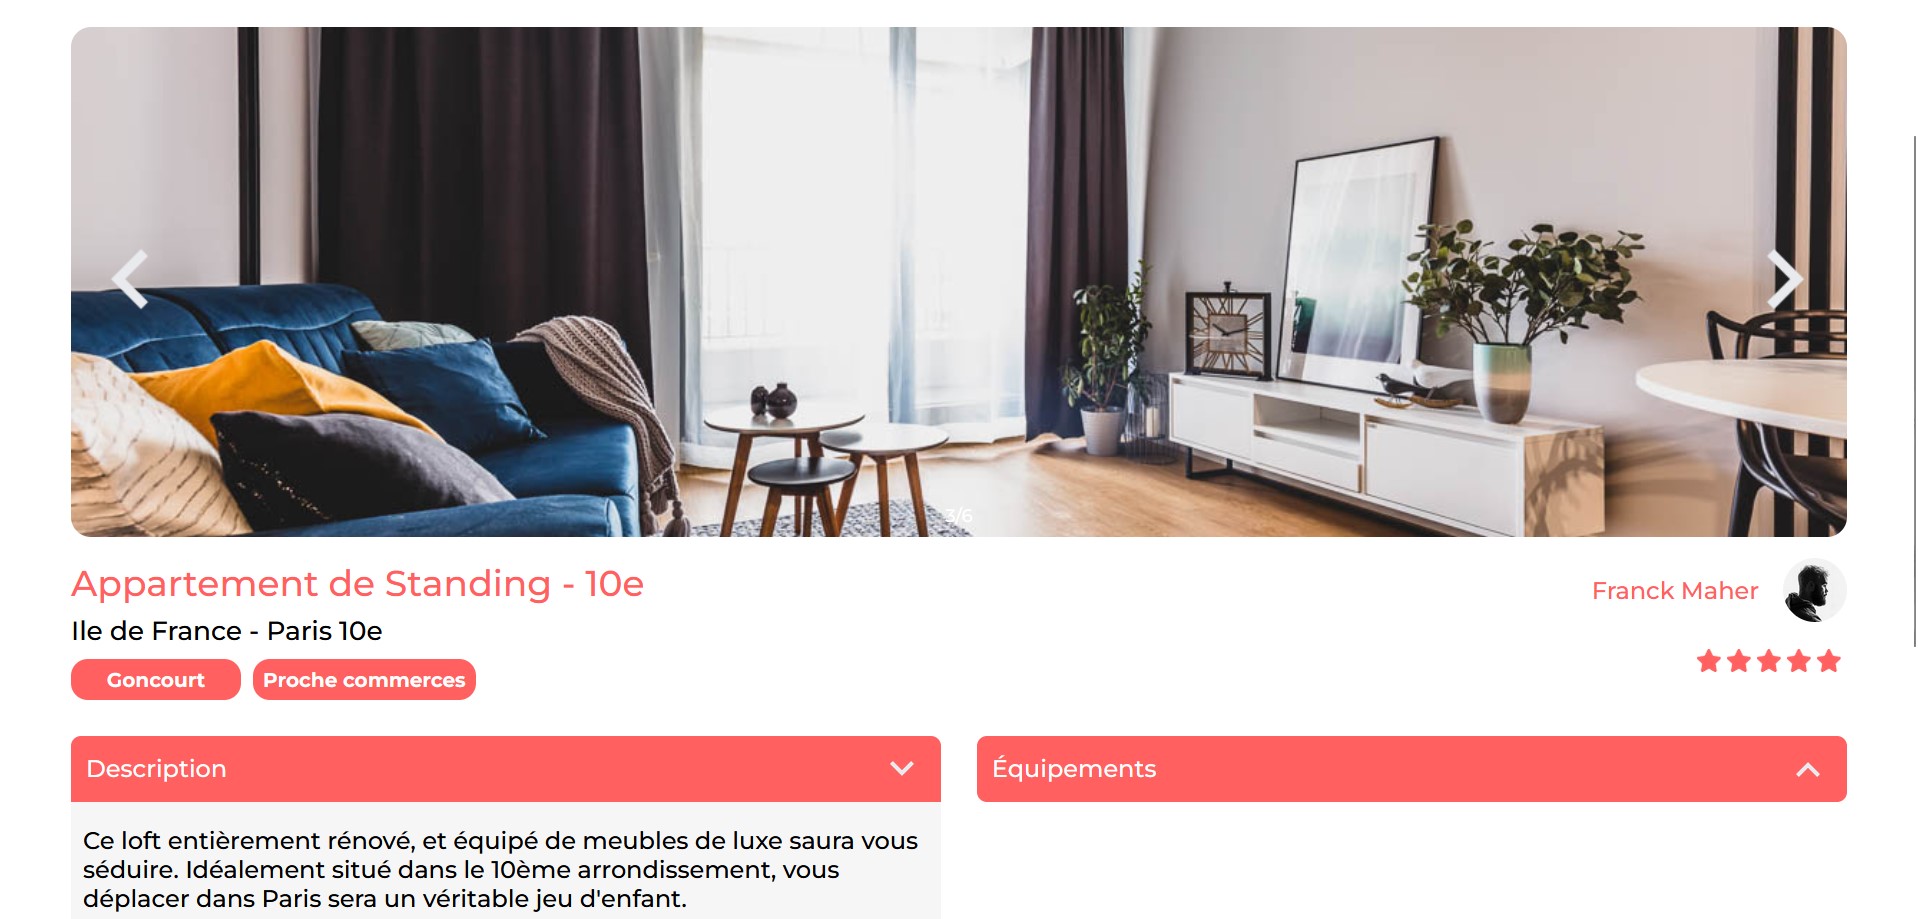 3/6
Appartement de Standing - 10e
Franck Maher
Ile de France - Paris 10e
Goncourt
Proche commerces
Description
Équipements
Ce loft entièrement rénové, et équipé de meubles de luxe saura vous
séduire. Idéalement situé dans le 10ème arrondissement, vous
déplacer dans Paris sera un véritable jeu d'enfant.